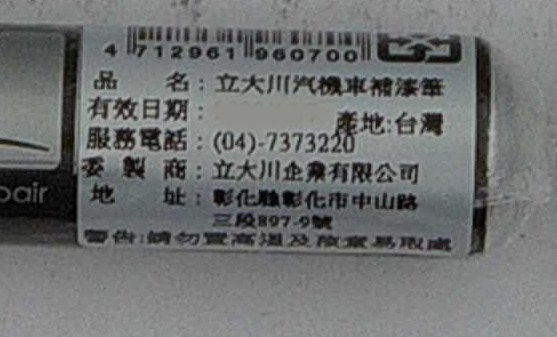 4 712961 960700
品 名：立大川汽機車補漆筆
有效日期：
產地:台灣
服務電話：(04)-7373220
委製商：立大川企業有限公司
地 址：彰化縣彰化市中山路
三段897-9號
警告:請勿置高溫及孩童易取處
pair